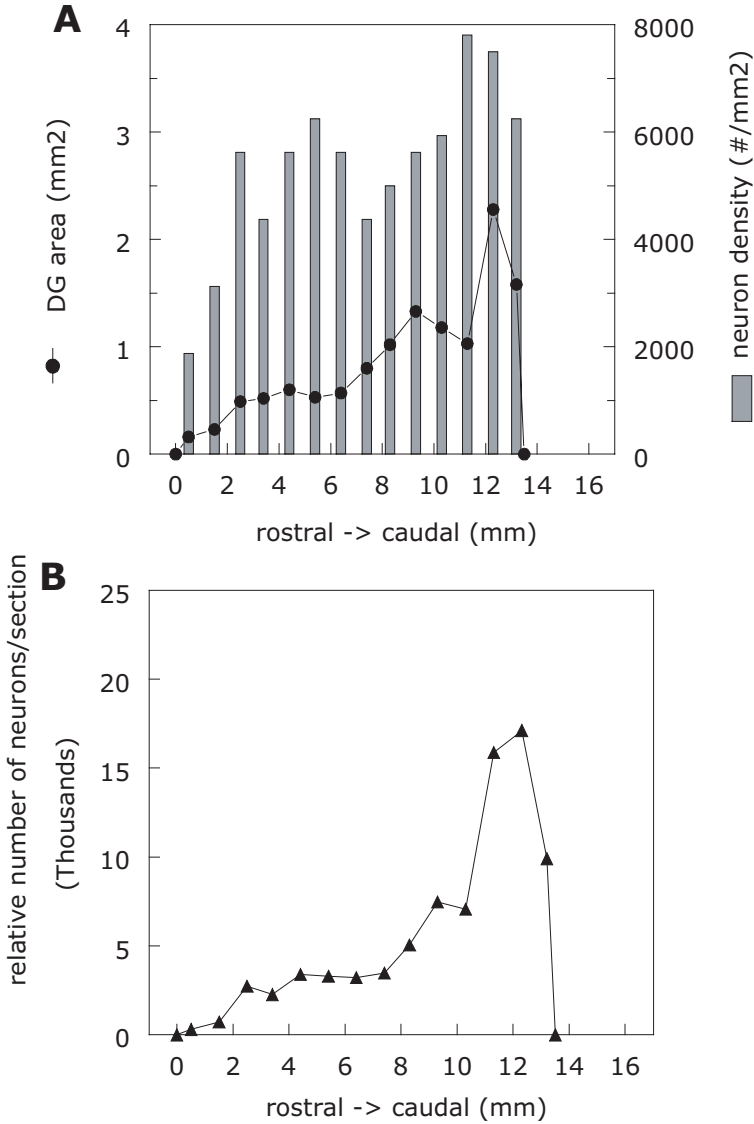 A
4
3
2
1
0
DG area (mm2)
8000
6000
4000
2000
0
neuron density (#/mm2)
0 2 4 6 8 10 12 14 16
rostral -> caudal (mm)
B
25
20
15
10
5
0
relative number of neurons/section
(Thousands)
0 2 4 6 8 10 12 14 16
rostral -> caudal (mm)